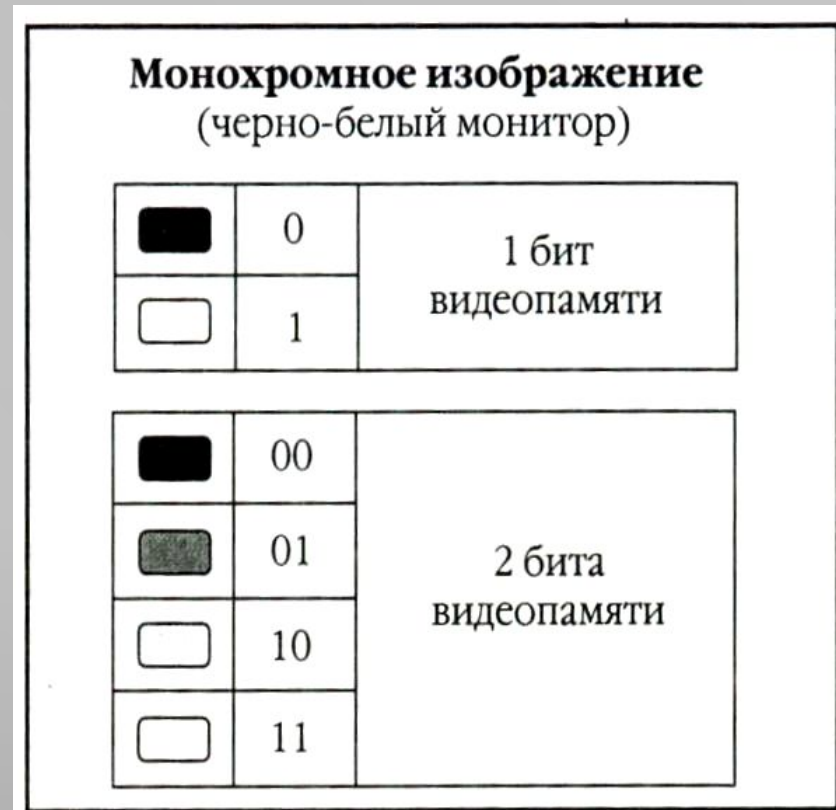 Монохромное изображение
(черно-белый монитор)
0
1
1 бит
видеопамяти
00
01
10
11
2 бита
видеопамяти